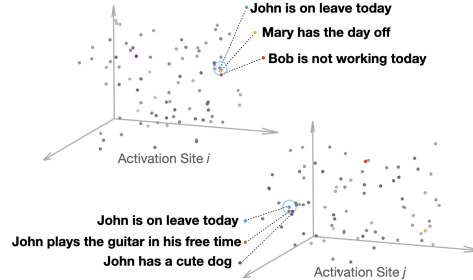 John is on leave today
Mary has the day off
Bob is not working today
Activation Site i
John is on leave today
John plays the guitar in his free time
John has a cute dog
Activation Site j